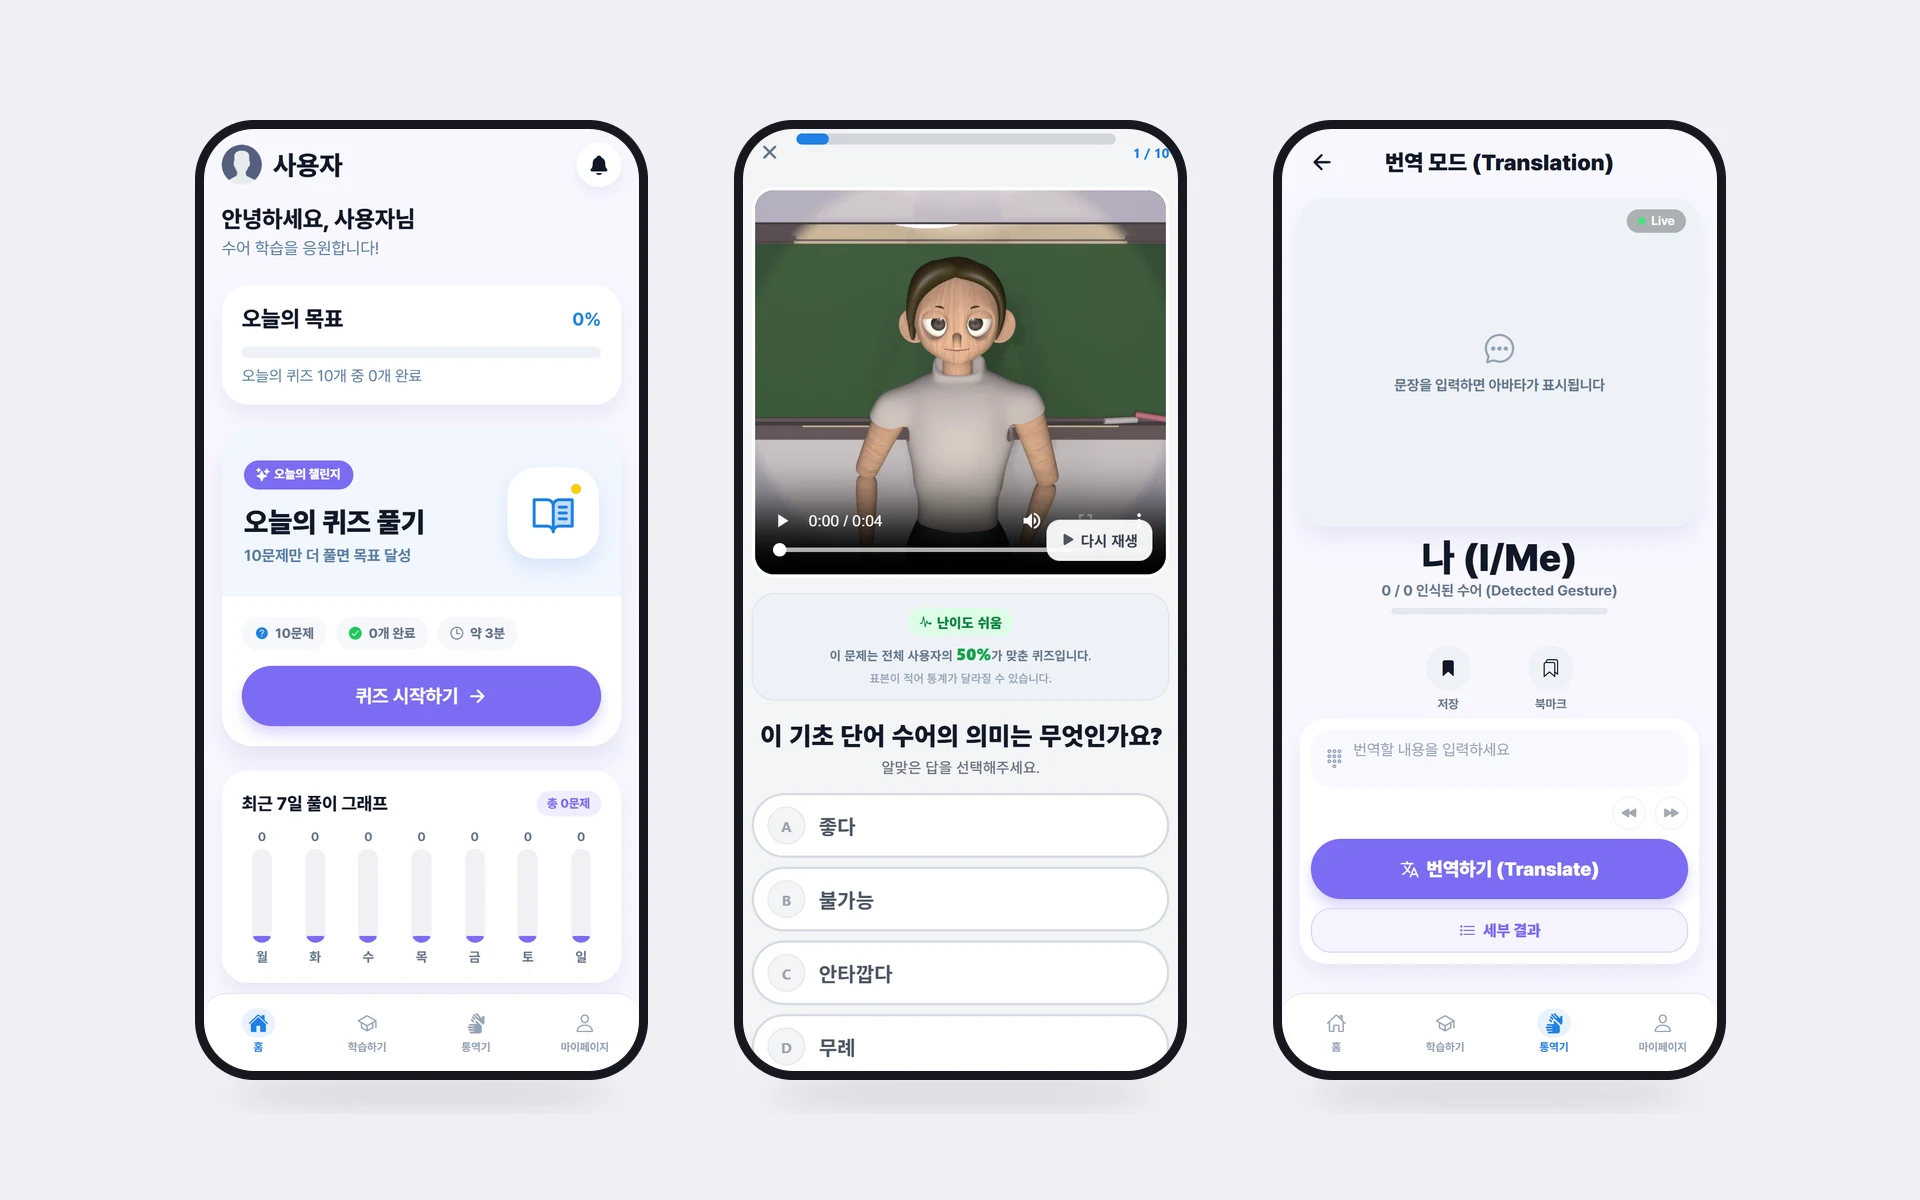 사용자
안녕하세요, 사용자님
수어 학습을 응원합니다!
오늘의 목표
0%
오늘의 퀴즈 10개 중 0개 완료
오늘의 챌린지
오늘의 퀴즈 풀기
10문제만 더 풀면 목표 달성
10문제
0개 완료
약 3분
퀴즈 시작하기
최근 7일 풀이 그래프
총 0문제
0 0 0 0 0 0 0
월 화 수 목 금 토 일
홈 학습하기 통역기 마이페이지
1 / 10
0:00 / 0:04
다시 재생
난이도 쉬움
이 문제는 전체 사용자의 50%가 맞춘 퀴즈입니다.
표본이 적어 통계가 달라질 수 있습니다.
이 기초 단어 수어의 의미는 무엇인가요?
알맞은 답을 선택해주세요.
A 좋다
B 불가능
C 안타깝다
D 무례
번역 모드 (Translation)
Live
문장을 입력하면 아바타가 표시됩니다
나 (I/Me)
0 / 0 인식된 수어 (Detected Gesture)
저장
북마크
번역할 내용을 입력하세요
번역하기 (Translate)
세부 결과
홈 학습하기 통역기 마이페이지